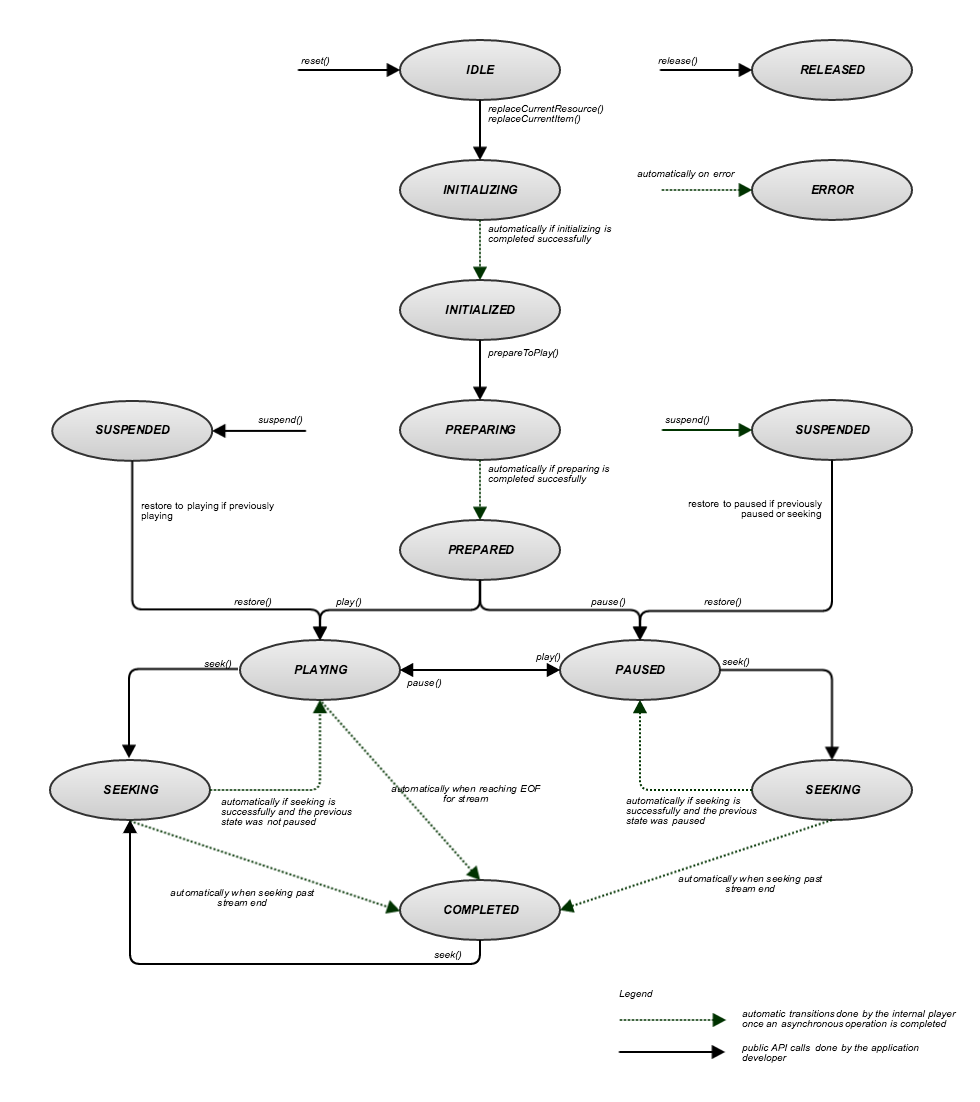 reset()
IDLE
release()
RELEASED
replaceCurrentResource()
replaceCurrentItem()
INITIALIZING
automatically on error
ERROR
automatically if initializing is
completed successfully
INITIALIZED
prepareToPlay()
SUSPENDED
suspend()
PREPARING
suspend()
SUSPENDED
automatically if preparing is
completed succesfully
restore to playing if previously
playing
restore to paused if previously
paused or seeking
PREPARED
restore()
play()
pause()
restore()
seek()
PLAYING
pause()
play()
PAUSED
seek()
SEEKING
automatically if seeking is
successfully and the previous
state was not paused
automatically when reaching EOF
for stream
automatically if seeking is
successfully and the previous
state was paused
SEEKING
automatically when seeking past
stream end
COMPLETED
automatically when seeking past
stream end
seek()
Legend
automatic transitions done by the internal player
once an asynchronous operation is completed
public API calls done by the application
developer